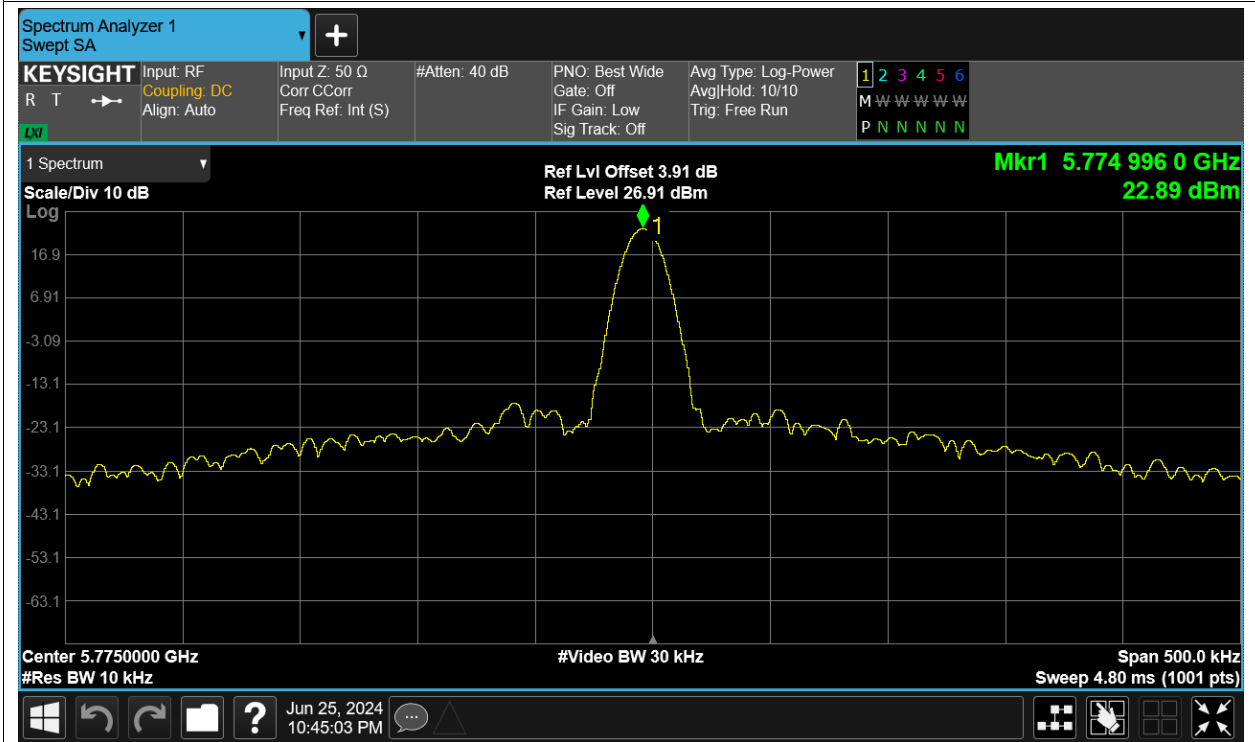 Spectrum Analyzer 1
Swept SA
+
KEYSIGHT
R T
LXI
Input: RF
Coupling: DC
Align: Auto
Input Z: 50 Ω
Corr CCorr
Freq Ref: Int (S)
#Atten: 40 dB
PNO: Best Wide
Gate: Off
IF Gain: Low
Sig Track: Off
Avg Type: Log-Power
Avg|Hold: 10/10
Trig: Free Run
1 2 3 4 5 6
M W W W W W
P N N N N N
1 Spectrum
Scale/Div 10 dB
Log
Ref Lvl Offset 3.91 dB
Ref Level 26.91 dBm
Mkr1 5.774 996 0 GHz
22.89 dBm
1
16.9
6.91
-3.09
-13.1
-23.1
-33.1
-43.1
-53.1
-63.1
Center 5.7750000 GHz
#Video BW 30 kHz
Span 500.0 kHz
#Res BW 10 kHz
Sweep 4.80 ms (1001 pts)
?
Jun 25, 2024
10:45:03 PM